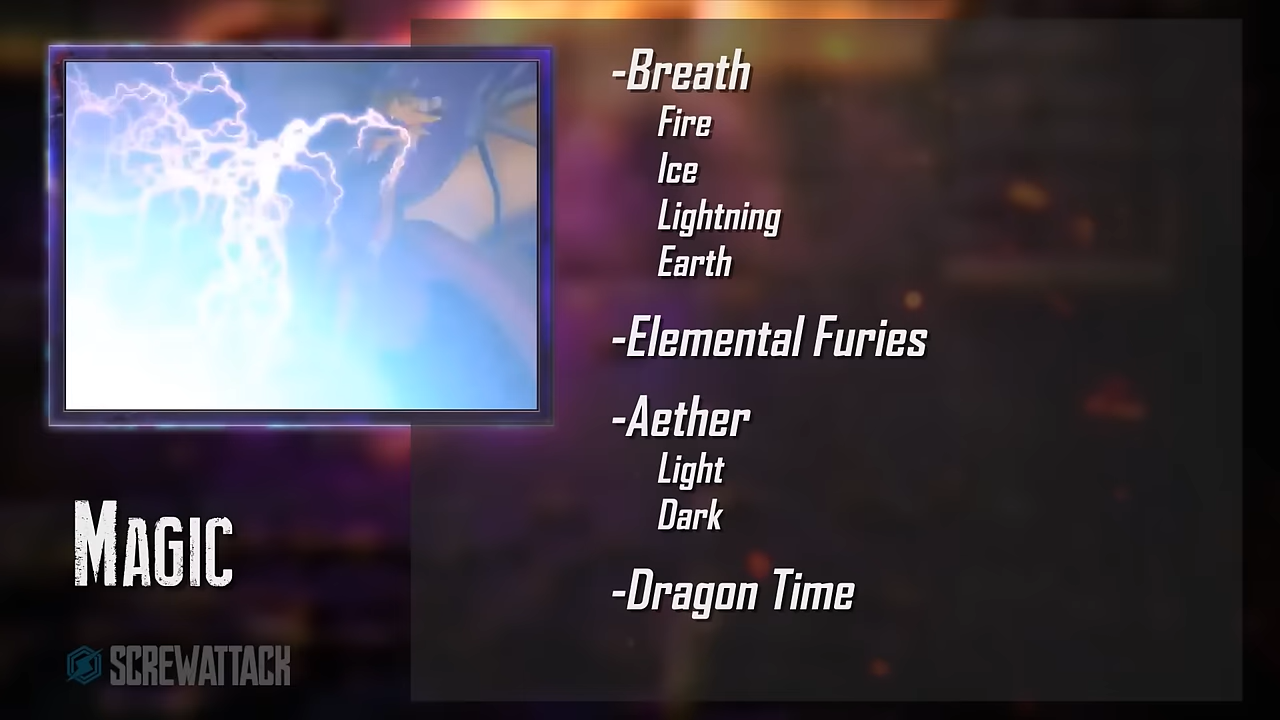 -Breath
Fire
Ice
Lightning
Earth
-Elemental Furies
-Aether
Light
Dark
-Dragon Time
Magic
SCREWATTACK